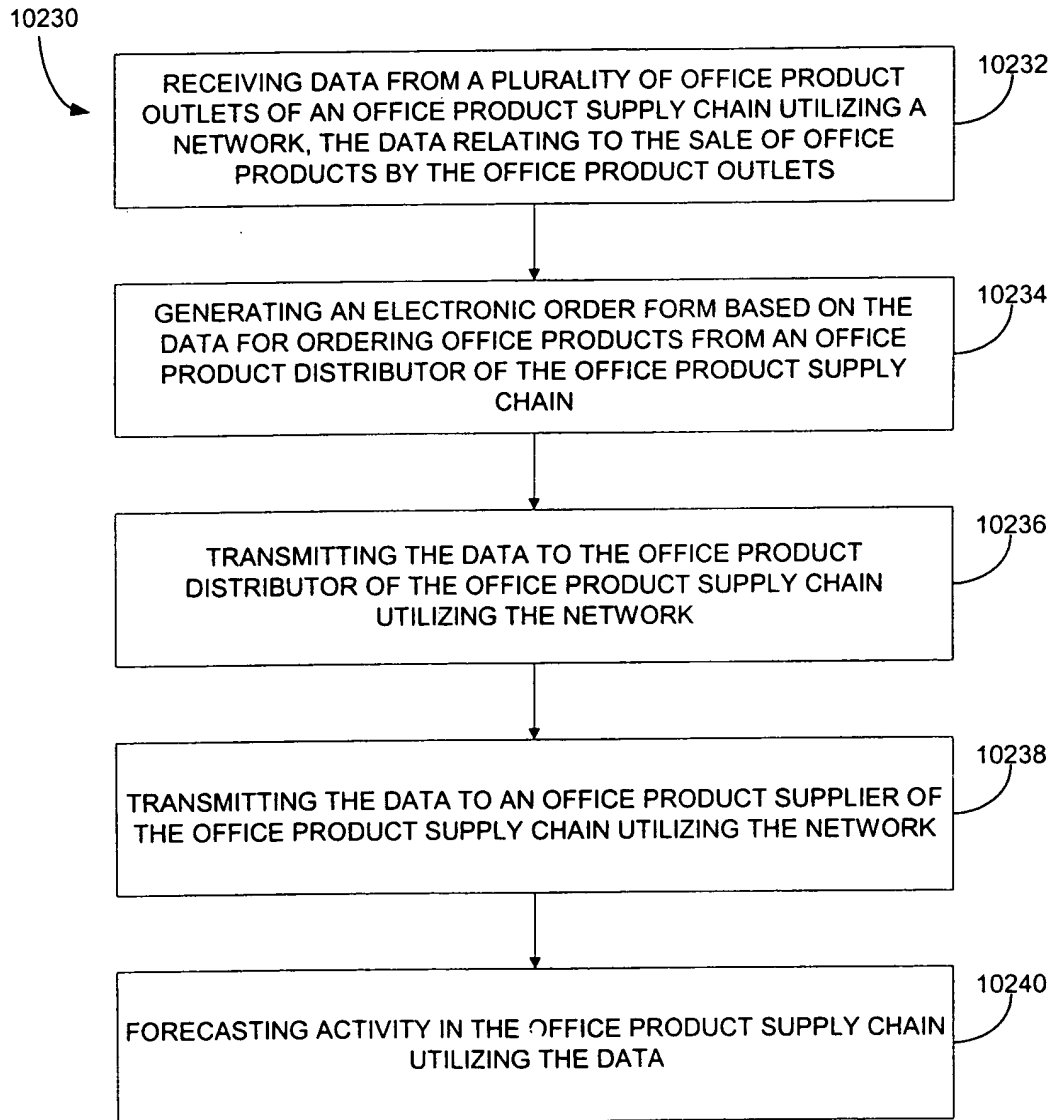 10230
RECEIVING DATA FROM A PLURALITY OF OFFICE PRODUCT
OUTLETS OF AN OFFICE PRODUCT SUPPLY CHAIN UTILIZING A
NETWORK, THE DATA RELATING TO THE SALE OF OFFICE
PRODUCTS BY THE OFFICE PRODUCT OUTLETS
10232
GENERATING AN ELECTRONIC ORDER FORM BASED ON THE
DATA FOR ORDERING OFFICE PRODUCTS FROM AN OFFICE
PRODUCT DISTRIBUTOR OF THE OFFICE PRODUCT SUPPLY
CHAIN
10234
TRANSMITTING THE DATA TO THE OFFICE PRODUCT
DISTRIBUTOR OF THE OFFICE PRODUCT SUPPLY CHAIN
UTILIZING THE NETWORK
10236
TRANSMITTING THE DATA TO AN OFFICE PRODUCT SUPPLIER OF
THE OFFICE PRODUCT SUPPLY CHAIN UTILIZING THE NETWORK
10238
FORECASTING ACTIVITY IN THE OFFICE PRODUCT SUPPLY CHAIN
UTILIZING THE DATA
10240